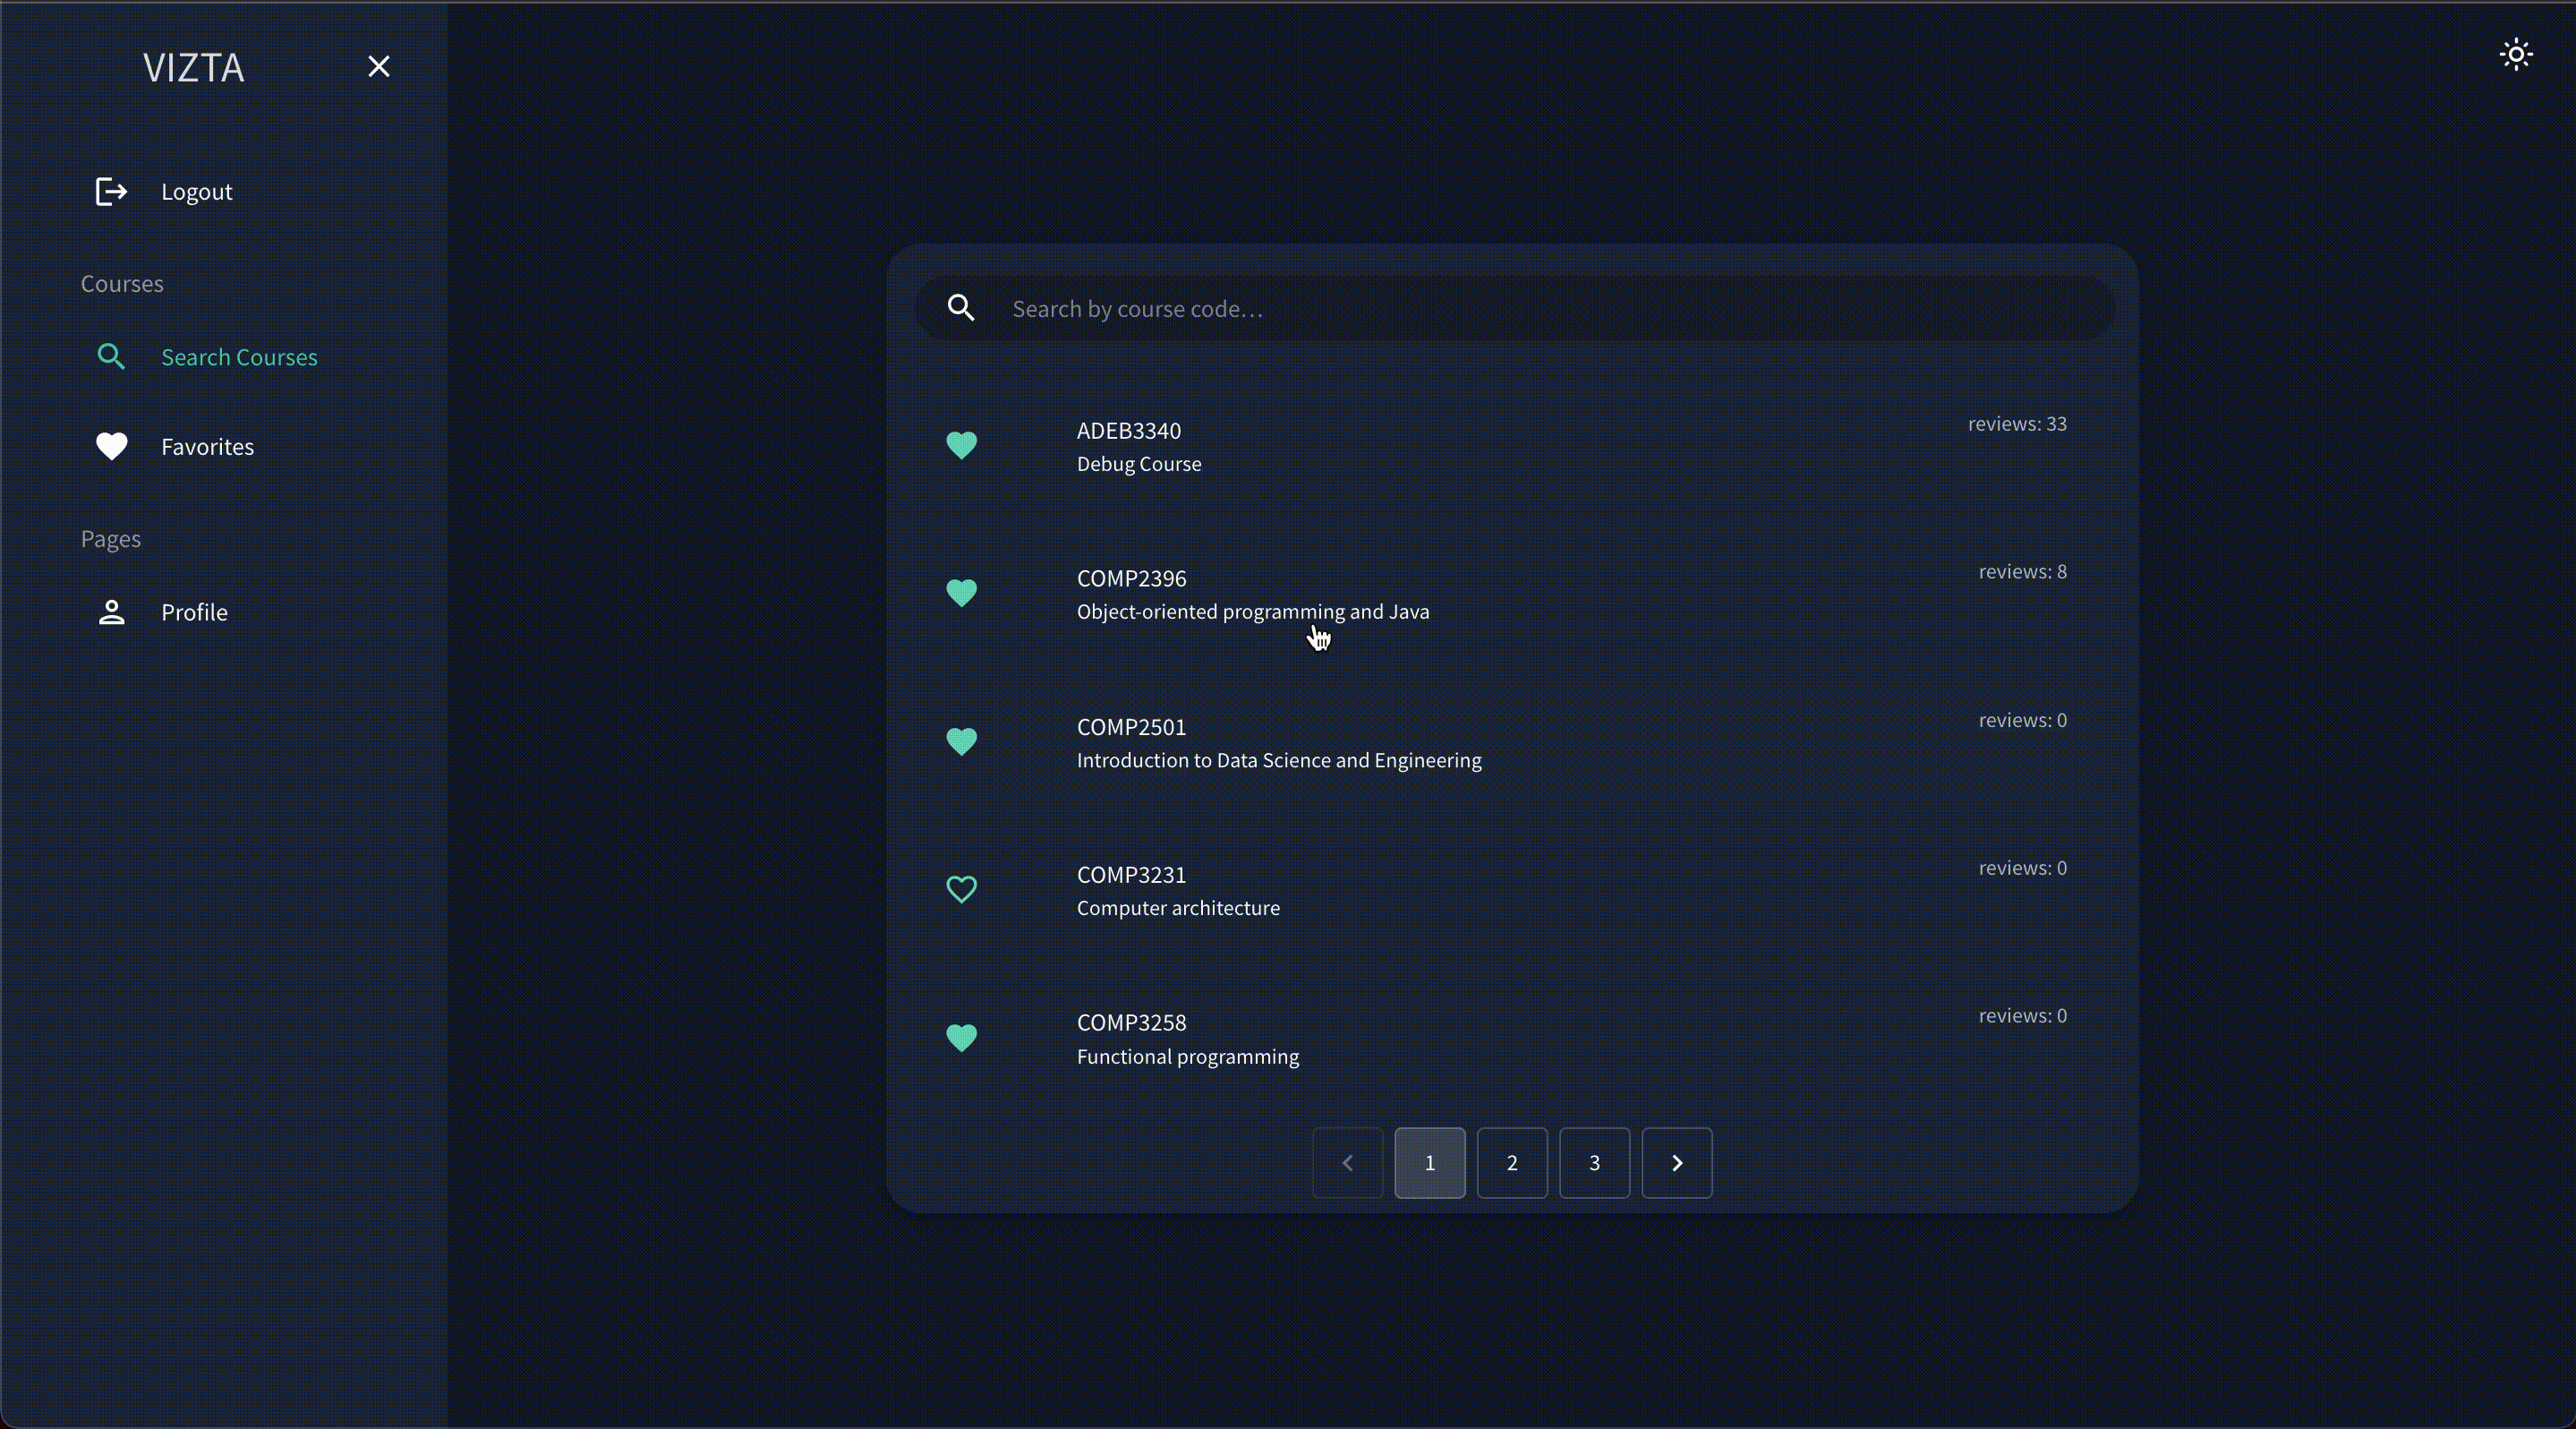 VIZTA
Logout
Courses
Search Courses
Favorites
Pages
Profile
Search by course code...
ADEB3340
Debug Course
reviews: 33
COMP2396
Object-oriented programming and Java
reviews: 8
COMP2501
Introduction to Data Science and Engineering
reviews: 0
COMP3231
Computer architecture
reviews: 0
COMP3258
Functional programming
reviews: 0
1 2 3